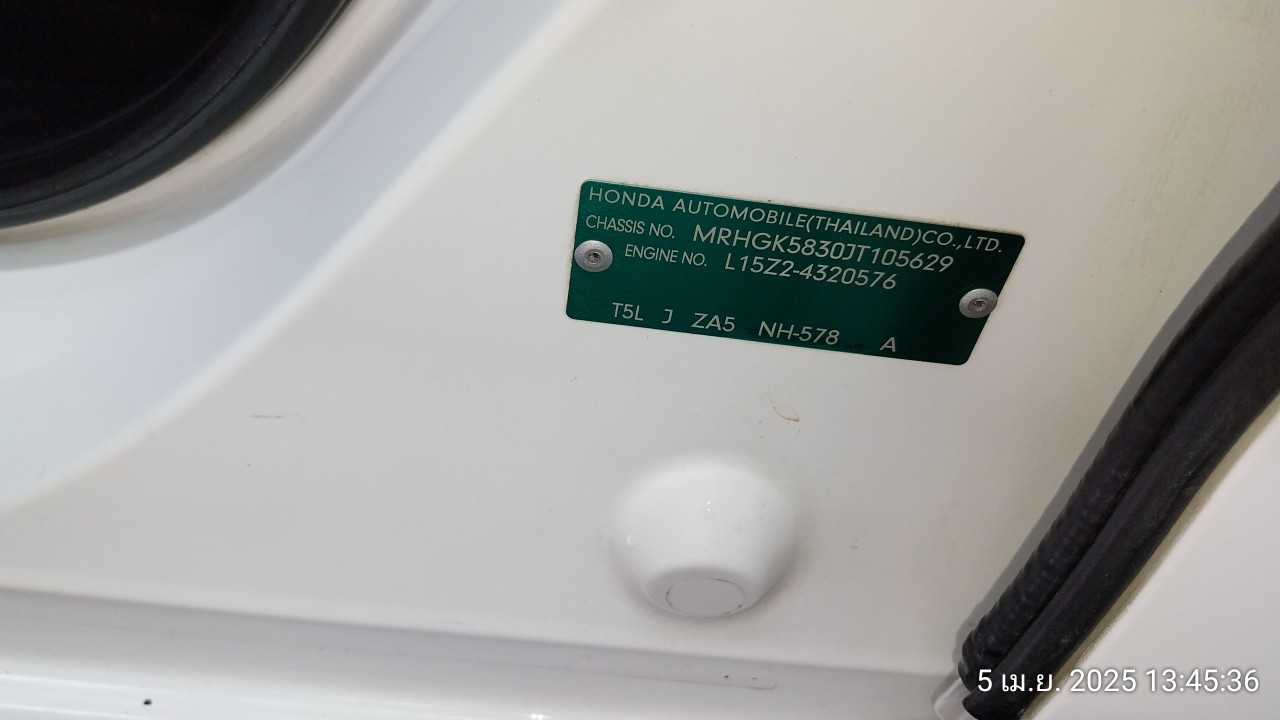 HONDA AUTOMOBILE(THAILAND)CO.,LTD.
CHASSIS NO. MRHGK5830JT105629
ENGINE NO. L15Z2-4320576
T5L J ZA5 NH-578 A
5 เม.ย. 2025 13:45:36